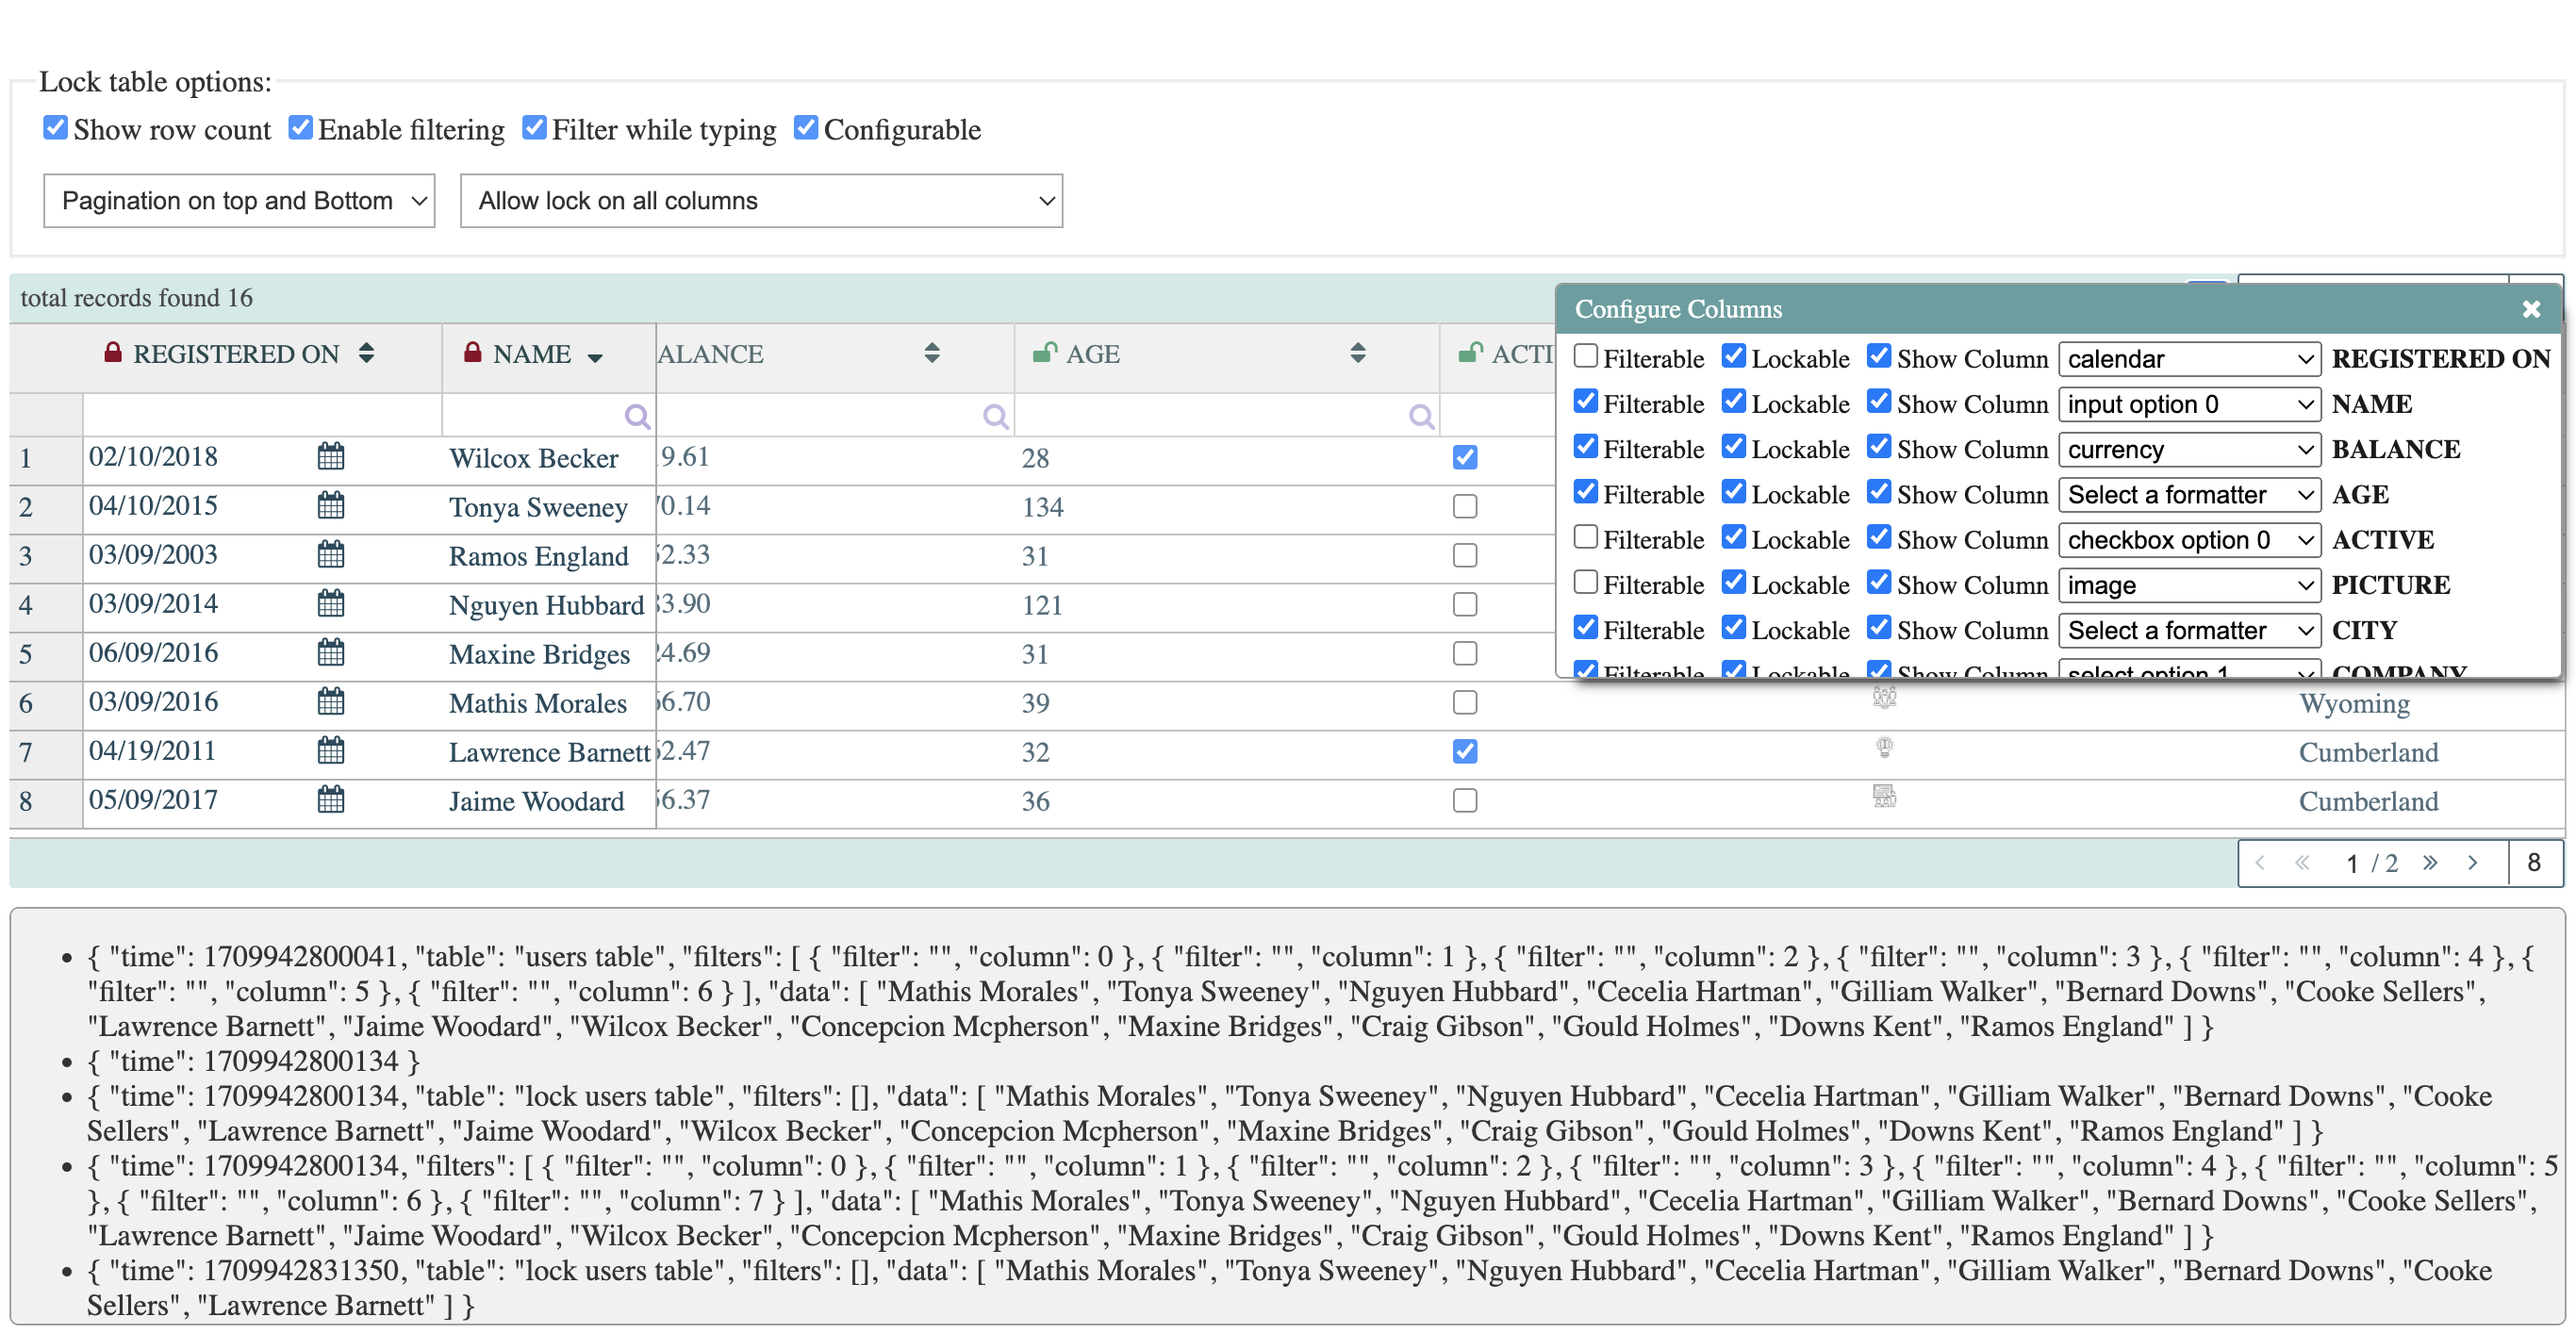 Lock table options:
Show row count Enable filtering Filter while typing Configurable
Pagination on top and Bottom Allow lock on all columns
total records found 16
REGISTERED ON NAME ALANCE AGE ACTI
1 02/10/2018 Wilcox Becker 9.61 28
2 04/10/2015 Tonya Sweeney 0.14 134
3 03/09/2003 Ramos England 2.33 31
4 03/09/2014 Nguyen Hubbard 3.90 121
5 06/09/2016 Maxine Bridges 4.69 31
6 03/09/2016 Mathis Morales 6.70 39 Wyoming
7 04/19/2011 Lawrence Barnett 2.47 32 Cumberland
8 05/09/2017 Jaime Woodard 6.37 36 Cumberland
Configure Columns
Filterable Lockable Show Column calendar REGISTERED ON
Filterable Lockable Show Column input option 0 NAME
Filterable Lockable Show Column currency BALANCE
Filterable Lockable Show Column Select a formatter AGE
Filterable Lockable Show Column checkbox option 0 ACTIVE
Filterable Lockable Show Column image PICTURE
Filterable Lockable Show Column Select a formatter CITY
Filterable Lockable Show Column select option 1 COMPANY
1 / 2 8
{ "time": 1709942800041, "table": "users table", "filters": [ { "filter": "", "column": 0 }, { "filter": "", "column": 1 }, { "filter": "", "column": 2 }, { "filter": "", "column": 3 }, { "filter": "", "column": 4 }, {
"filter": "", "column": 5 }, { "filter": "", "column": 6 } ], "data": [ "Mathis Morales", "Tonya Sweeney", "Nguyen Hubbard", "Cecelia Hartman", "Gilliam Walker", "Bernard Downs", "Cooke Sellers",
"Lawrence Barnett", "Jaime Woodard", "Wilcox Becker", "Concepcion Mcpherson", "Maxine Bridges", "Craig Gibson", "Gould Holmes", "Downs Kent", "Ramos England" ] }
{ "time": 1709942800134 }
{ "time": 1709942800134, "table": "lock users table", "filters": [], "data": [ "Mathis Morales", "Tonya Sweeney", "Nguyen Hubbard", "Cecelia Hartman", "Gilliam Walker", "Bernard Downs", "Cooke
Sellers", "Lawrence Barnett", "Jaime Woodard", "Wilcox Becker", "Concepcion Mcpherson", "Maxine Bridges", "Craig Gibson", "Gould Holmes", "Downs Kent", "Ramos England" ] }
{ "time": 1709942800134, "filters": [ { "filter": "", "column": 0 }, { "filter": "", "column": 1 }, { "filter": "", "column": 2 }, { "filter": "", "column": 3 }, { "filter": "", "column": 4 }, { "filter": "", "column": 5
}, { "filter": "", "column": 6 }, { "filter": "", "column": 7 } ], "data": [ "Mathis Morales", "Tonya Sweeney", "Nguyen Hubbard", "Cecelia Hartman", "Gilliam Walker", "Bernard Downs", "Cooke Sellers",
"Lawrence Barnett", "Jaime Woodard", "Wilcox Becker", "Concepcion Mcpherson", "Maxine Bridges", "Craig Gibson", "Gould Holmes", "Downs Kent", "Ramos England" ] }
{ "time": 1709942831350, "table": "lock users table", "filters": [], "data": [ "Mathis Morales", "Tonya Sweeney", "Nguyen Hubbard", "Cecelia Hartman", "Gilliam Walker", "Bernard Downs", "Cooke
Sellers", "Lawrence Barnett" ] }